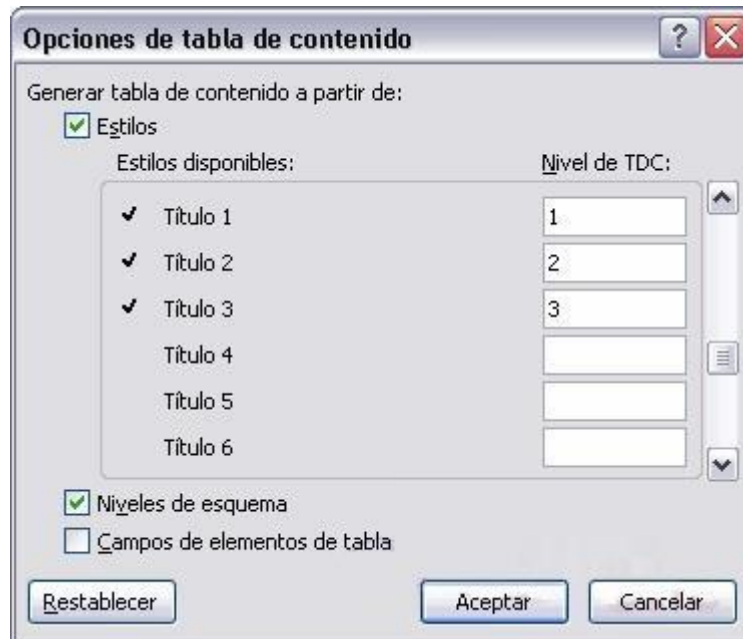 Opciones de tabla de contenido
Generar tabla de contenido a partir de:
Estilos
Estilos disponibles: Nivel de TDC:
Título 1 1
Título 2 2
Título 3 3
Título 4
Título 5
Título 6
Niveles de esquema
Campos de elementos de tabla
Restablecer Aceptar Cancelar